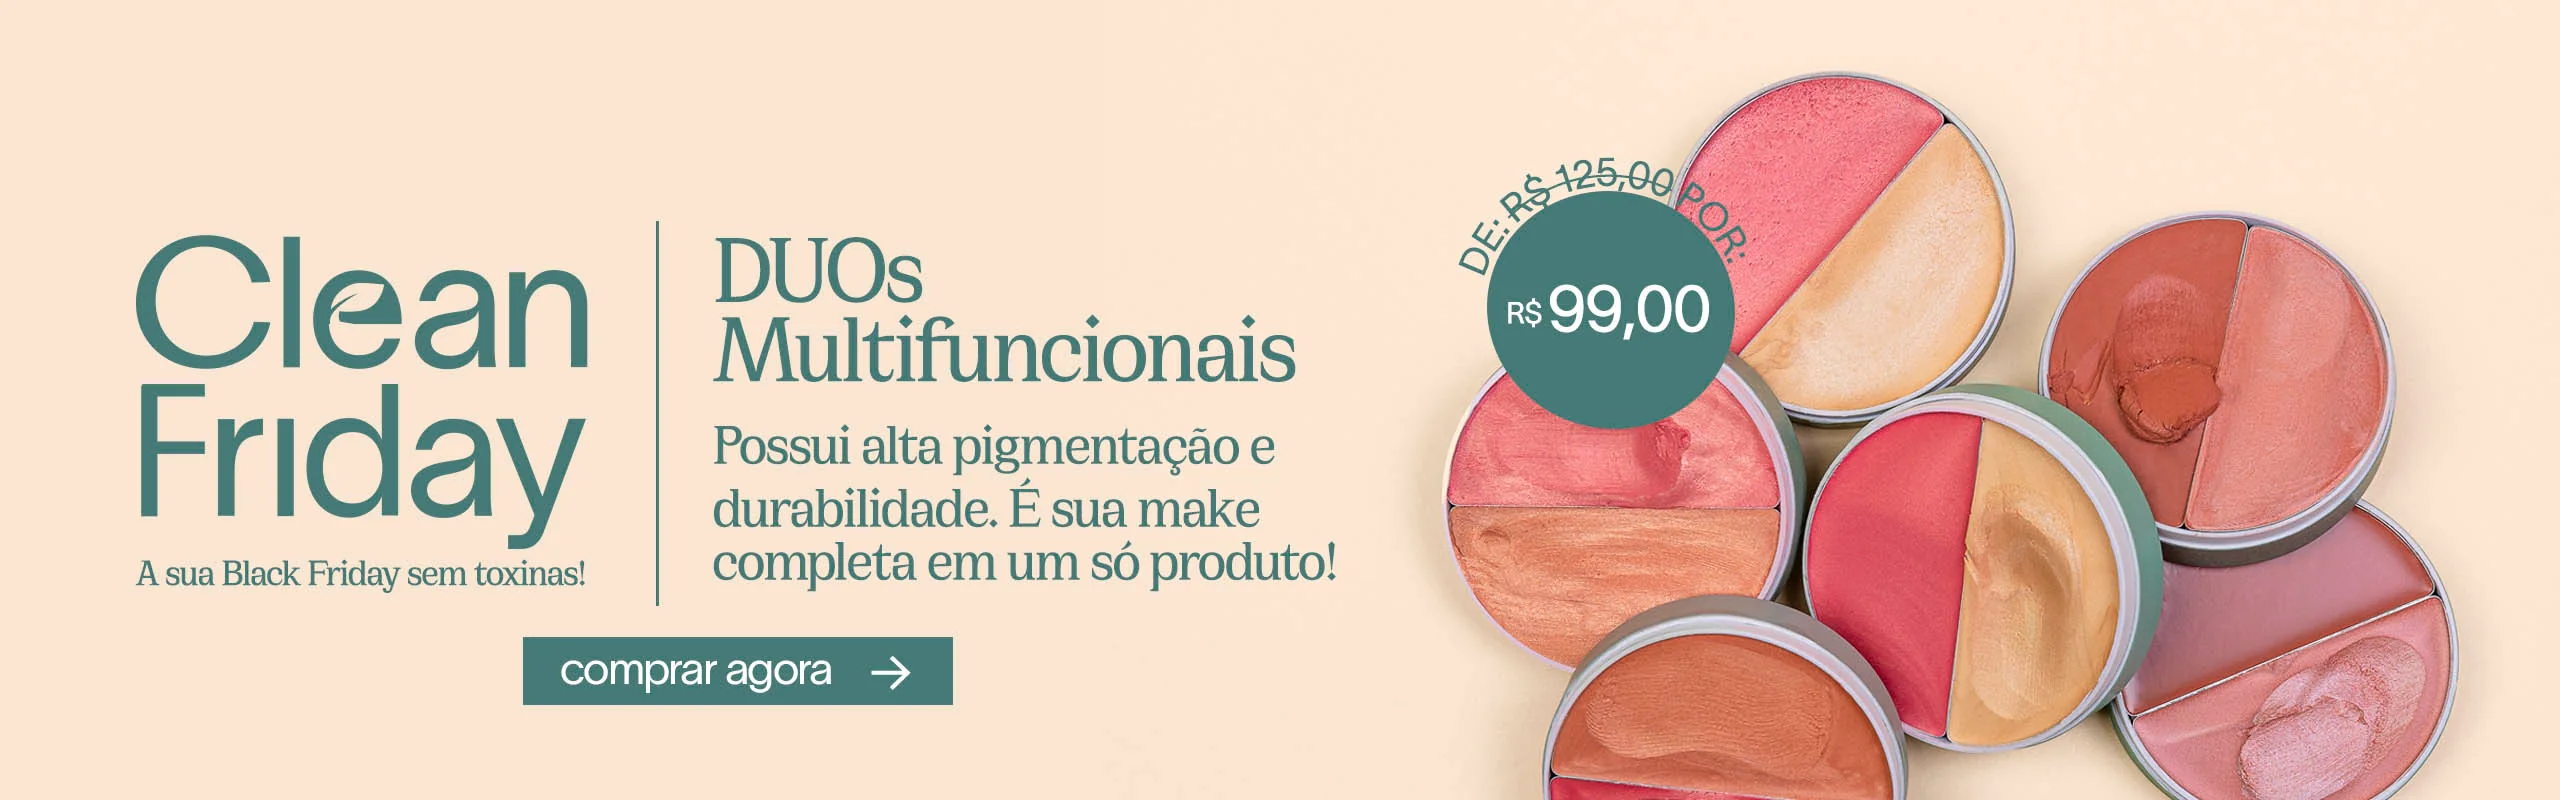 Clean
Friday
A sua Black Friday sem toxinas!
DUOs
Multifuncionais
Possui alta pigmentação e
durabilidade. É sua make
completa em um só produto!
comprar agora
DE: R$ 125,00 POR:
R$ 99,00